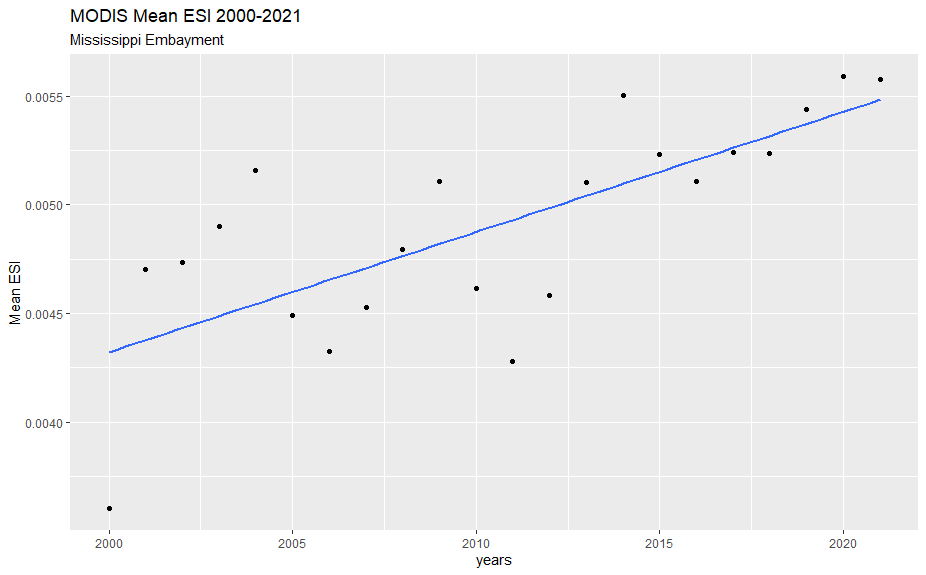 MODIS Mean ESI 2000-2021
Mississippi Embayment
0.0055
0.0050
0.0045
0.0040
Mean ESI
2000 2005 2010 2015 2020
years